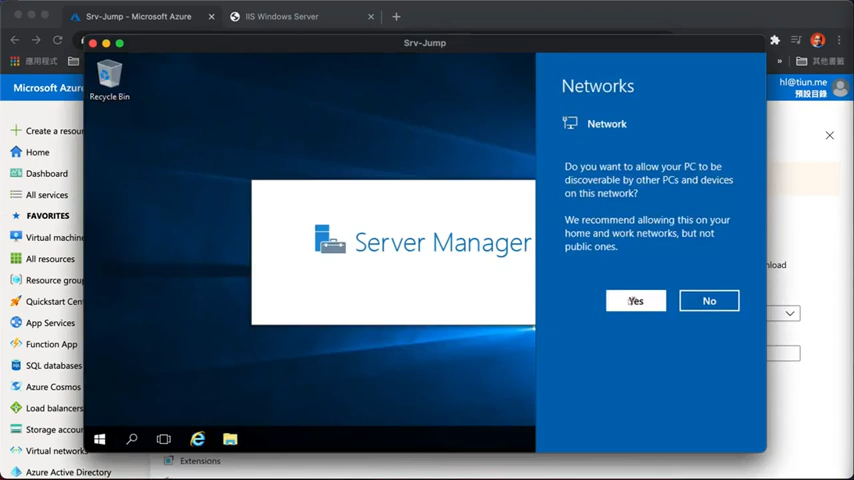 Srv-Jump - Microsoft Azure
IIS Windows Server
Srv-Jump
應用程式
其他書籤
Microsoft Azure
hl@tiun.me
預設目錄
Create a resou
Home
Dashboard
All services
FAVORITES
Virtual machin
All resources
Resource group
Quickstart Cen
App Services
Function App
SQL databases
Azure Cosmos
Load balancers
Storage accoun
Virtual networks
Azure Active Directory
Extensions
Recycle Bin
Server Manager
Networks
Network
Do you want to allow your PC to be
discoverable by other PCs and devices
on this network?
We recommend allowing this on your
home and work networks, but not
public ones.
Yes
No
nload